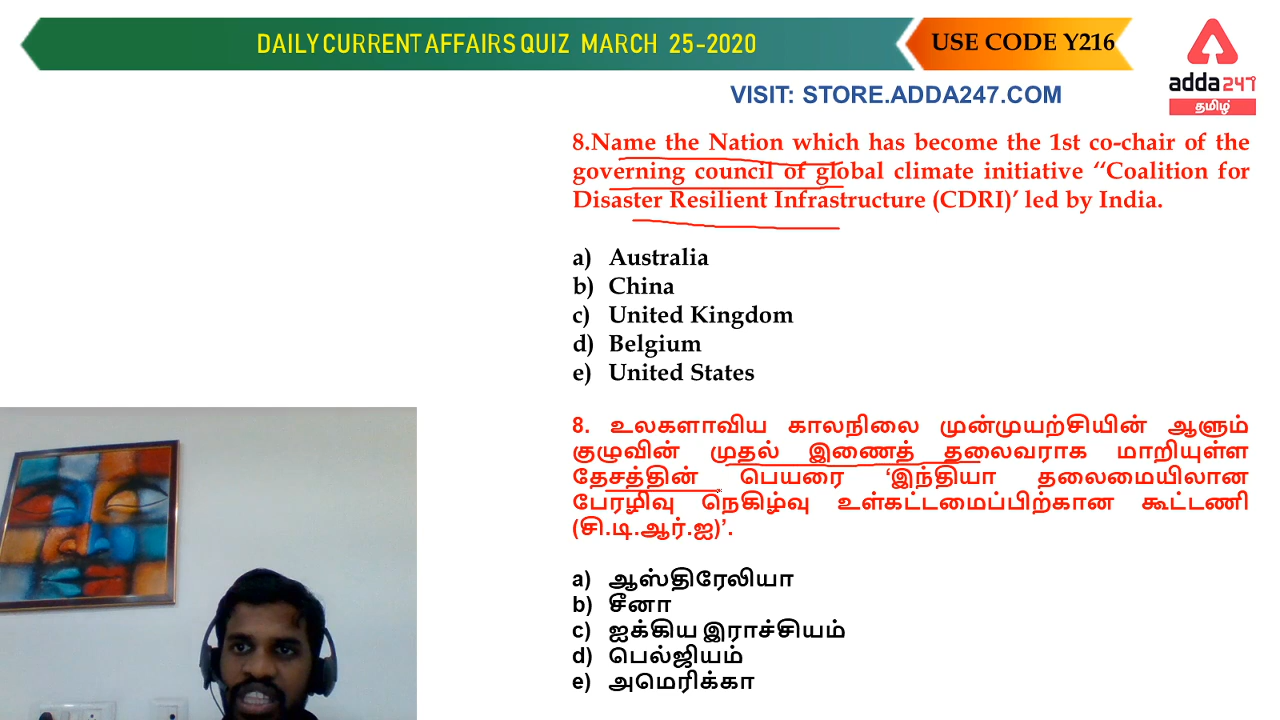 DAILY CURRENT AFFAIRS QUIZ MARCH 25-2020
USE CODE Y216
adda247
தமிழ்
VISIT: STORE.ADDA247.COM
8.Name the Nation which has become the 1st co-chair of the
governing council of global climate initiative ‘‘Coalition for
Disaster Resilient Infrastructure (CDRI)’ led by India.
a) Australia
b) China
c) United Kingdom
d) Belgium
e) United States
8. உலகளாவிய காலநிலை முன்முயற்சியின் ஆளும்
குழுவின் முதல் இணைத் தலைவராக மாறியுள்ள
தேசத்தின் பெயரை ‘இந்தியா தலைமையிலான
பேரழிவு நெகிழ்வு உள்கட்டமைப்பிற்கான கூட்டணி
(சி.டி.ஆர்.ஐ)’.
a) ஆஸ்திரேலியா
b) சீனா
c) ஐக்கிய இராச்சியம்
d) பெல்ஜியம்
e) அமெரிக்கா